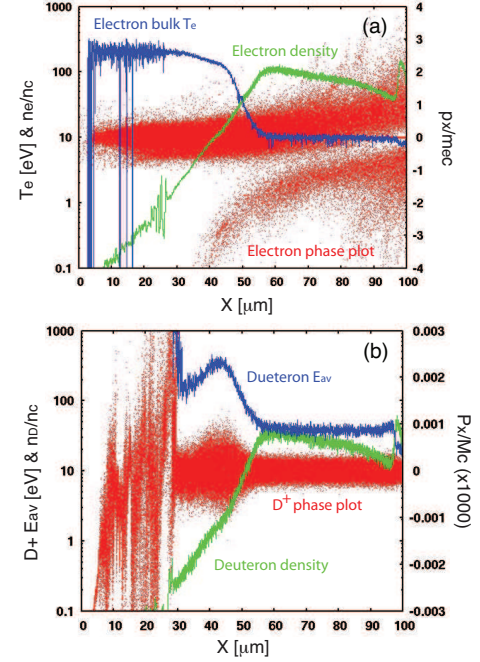 (a)
Electron bulk Te
Electron density
Electron phase plot
1000
100
10
1
0.1
Te [eV] & ne/nc
4
3
2
1
0
-1
-2
-3
-4
px/mec
0 10 20 30 40 50 60 70 80 90 100
X [μm]
(b)
Dueteron Eav
D+ phase plot
Deuteron density
1000
100
10
1
0.1
D+ Eav [eV] & nD/nc
0.003
0.002
0.001
0
-0.001
-0.002
-0.003
Px/Mc (x1000)
0 10 20 30 40 50 60 70 80 90 100
X [μm]